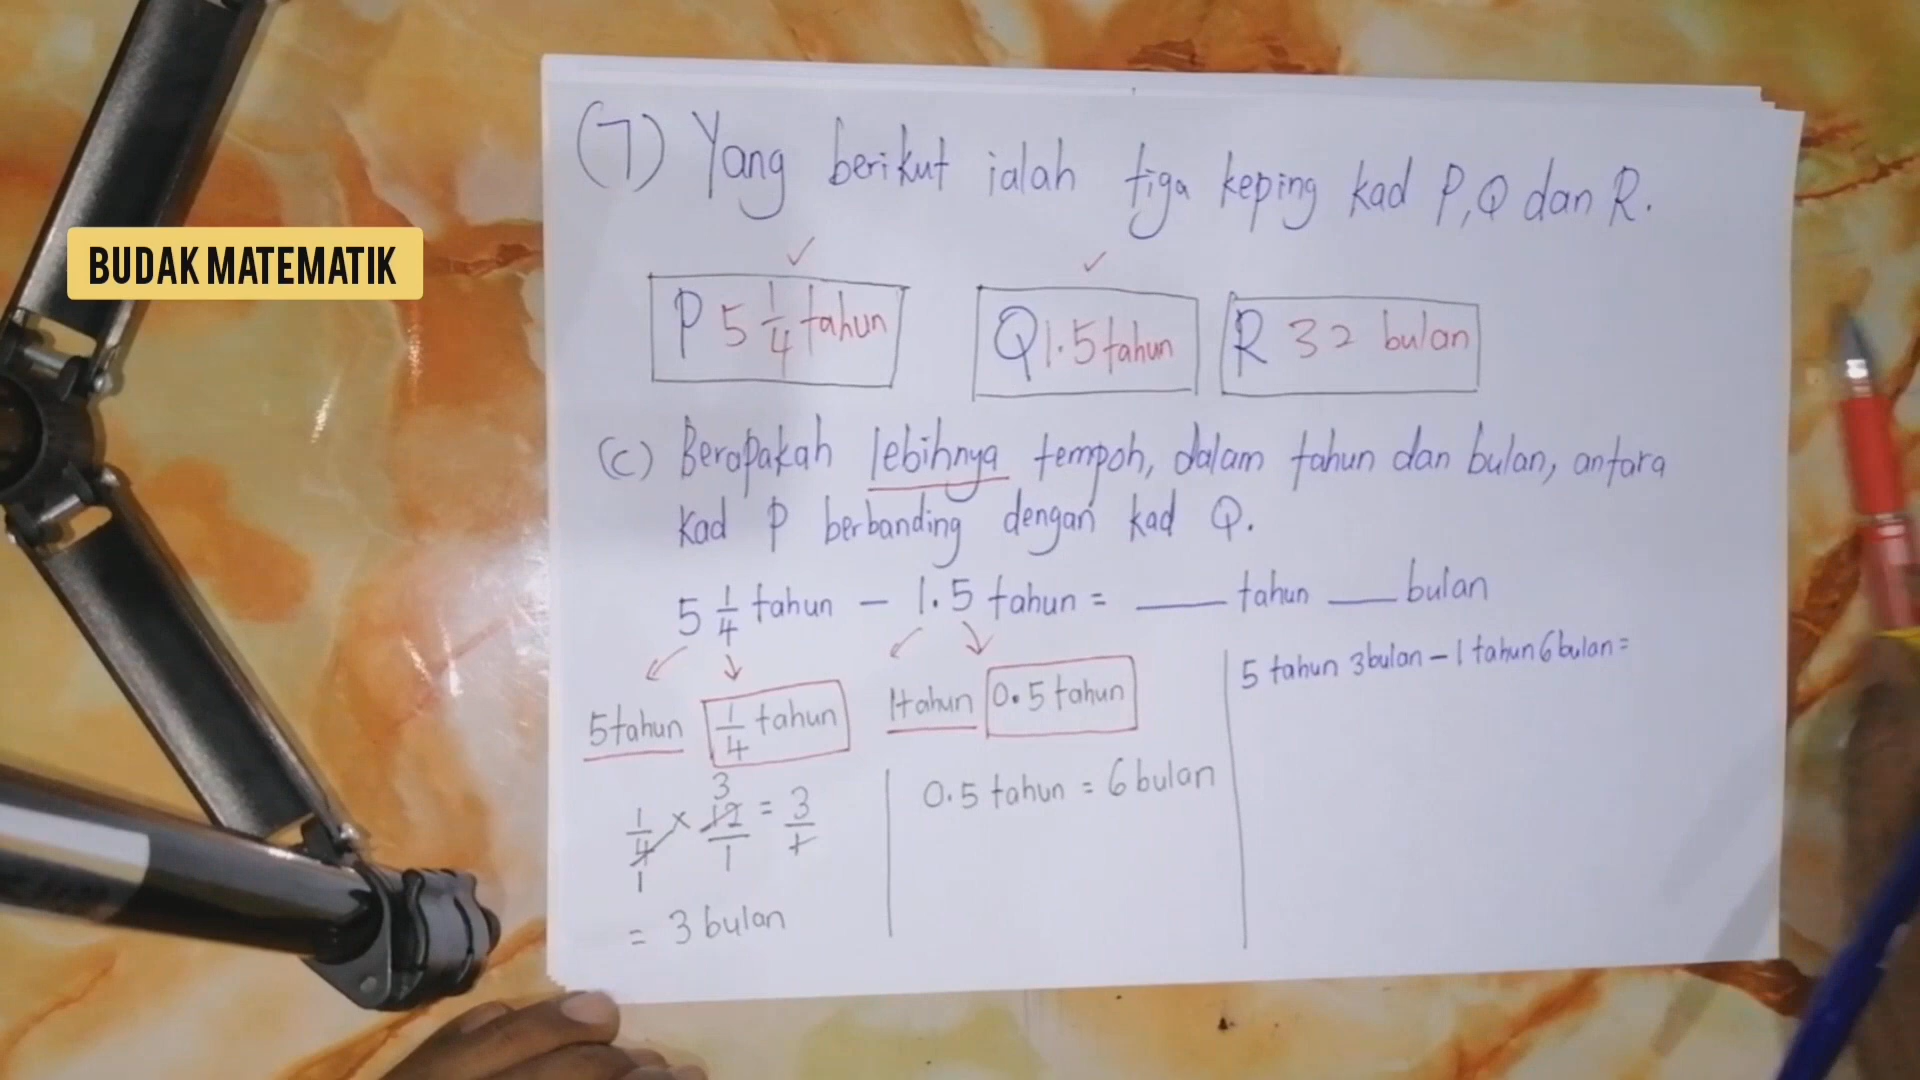 BUDAK MATEMATIK
(7) Yang berikut ialah tiga keping kad P, Q dan R.
P 5 1/4 tahun
Q 1.5 tahun
R 32 bulan
(c) Berapakah lebihnya tempoh, dalam tahun dan bulan, antara
kad P berbanding dengan kad Q.
5 1/4 tahun - 1.5 tahun = ___ tahun ___ bulan
5 tahun 1/4 tahun
1 tahun 0.5 tahun
1/4 × 12/1 = 3/1
3
1
= 3 bulan
0.5 tahun = 6 bulan
5 tahun 3 bulan - 1 tahun 6 bulan =